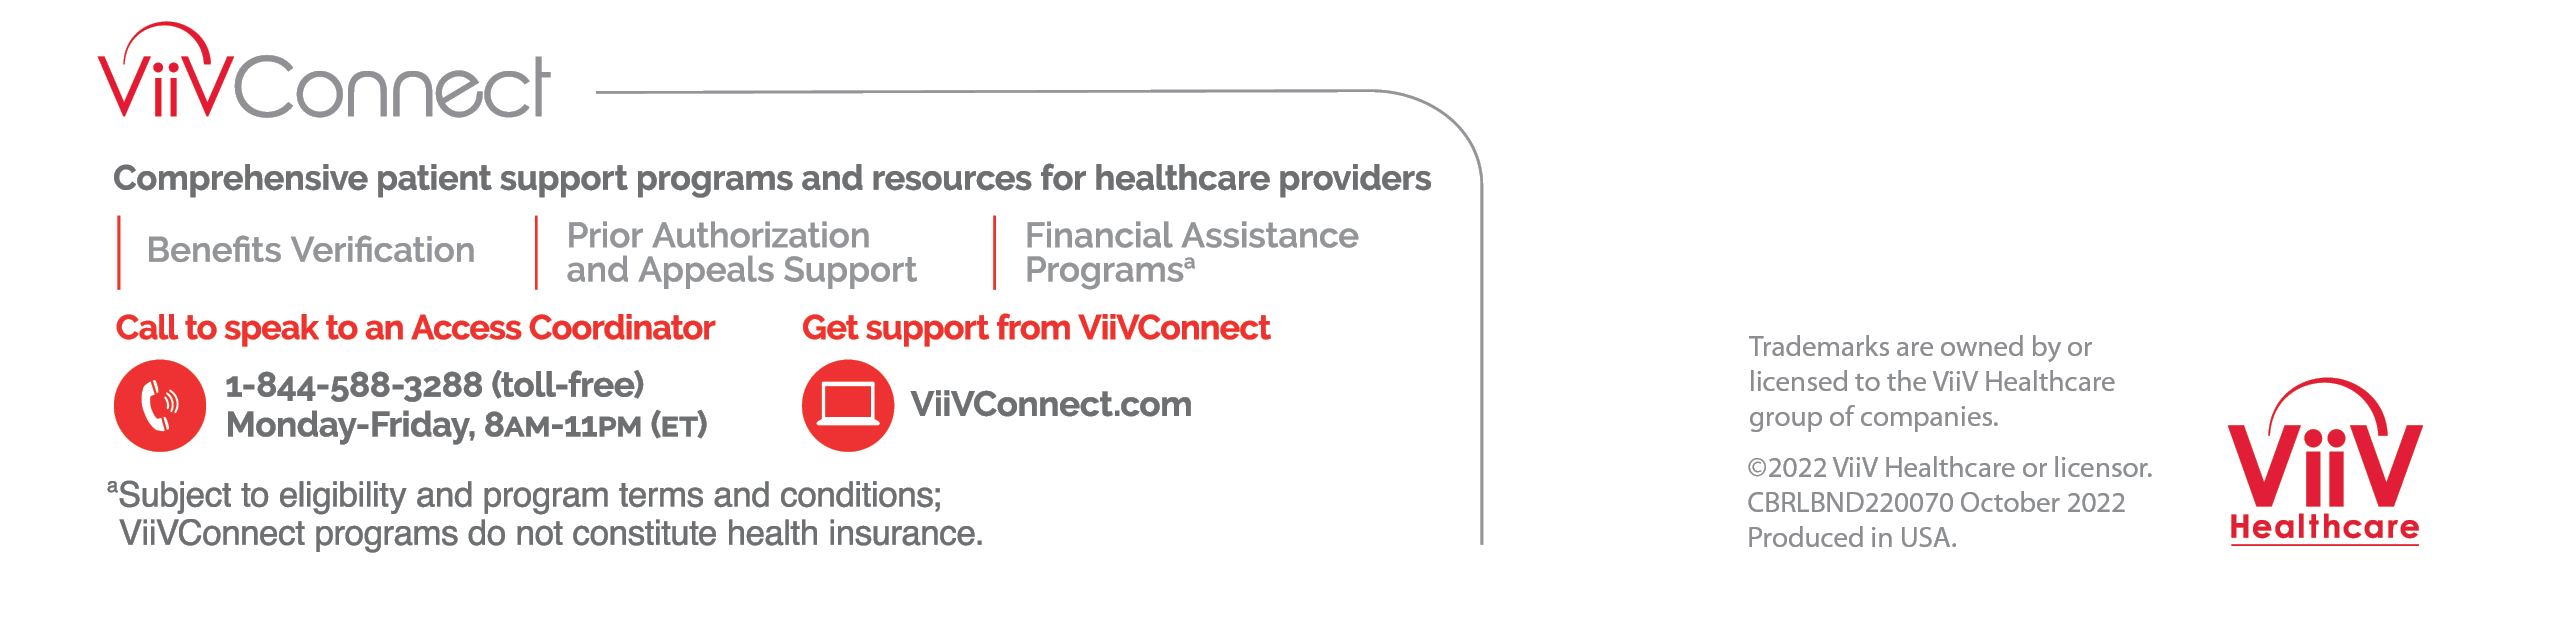 ViiVConnect
Comprehensive patient support programs and resources for healthcare providers
Benefits Verification
Prior Authorization
and Appeals Support
Financial Assistance
Programsᵃ
Call to speak to an Access Coordinator
1-844-588-3288 (toll-free)
Monday-Friday, 8AM-11PM (ET)
Get support from ViiVConnect
ViiVConnect.com
ᵃSubject to eligibility and program terms and conditions;
ViiVConnect programs do not constitute health insurance.
Trademarks are owned by or
licensed to the ViiV Healthcare
group of companies.
©2022 ViiV Healthcare or licensor.
CBRLBND220070 October 2022
Produced in USA.
ViiV
Healthcare